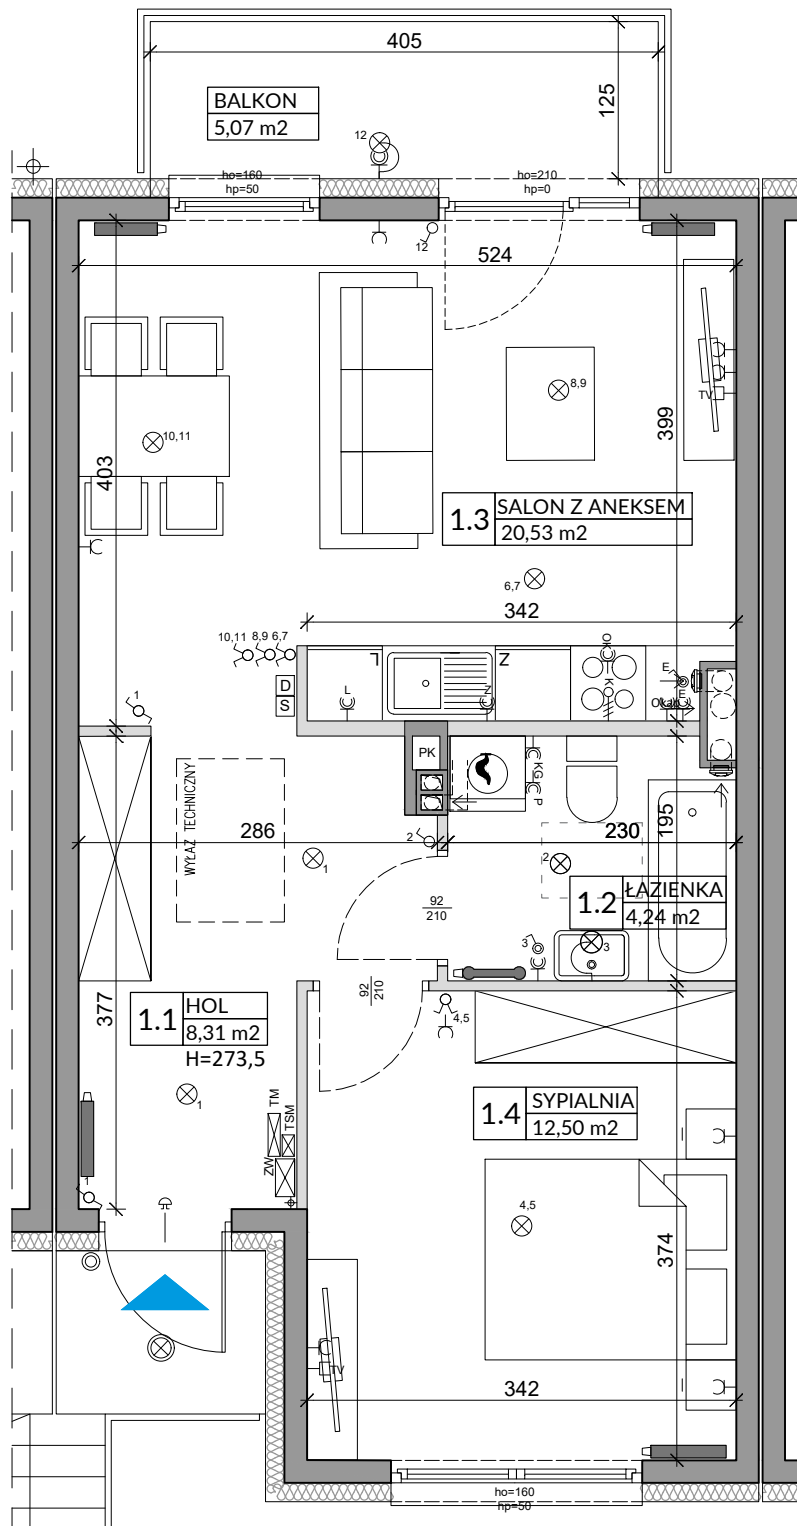 405
125
BALKON
5,07 m2
12
ho=160
hp=50
ho=210
hp=0
12
524
8,9
TV
10,11
399
403
1.3
SALON Z ANEKSEM
20,53 m2
6,7
342
10,11
8,9
6,7
L
Z
OK
E
D
S
L
Z
K
E
Okap
1
PK
KG
P
WYŁAZ TECHNICZNY
195
286
2
230
1
2
92
210
1.2
ŁAZIENKA
4,24 m2
3
3
92
210
377
1.1
HOL
8,31 m2
H=273,5
4,5
1
TM
TSM
ZW
1.4
SYPIALNIA
12,50 m2
1
4,5
374
TV
342
ho=160
hp=50